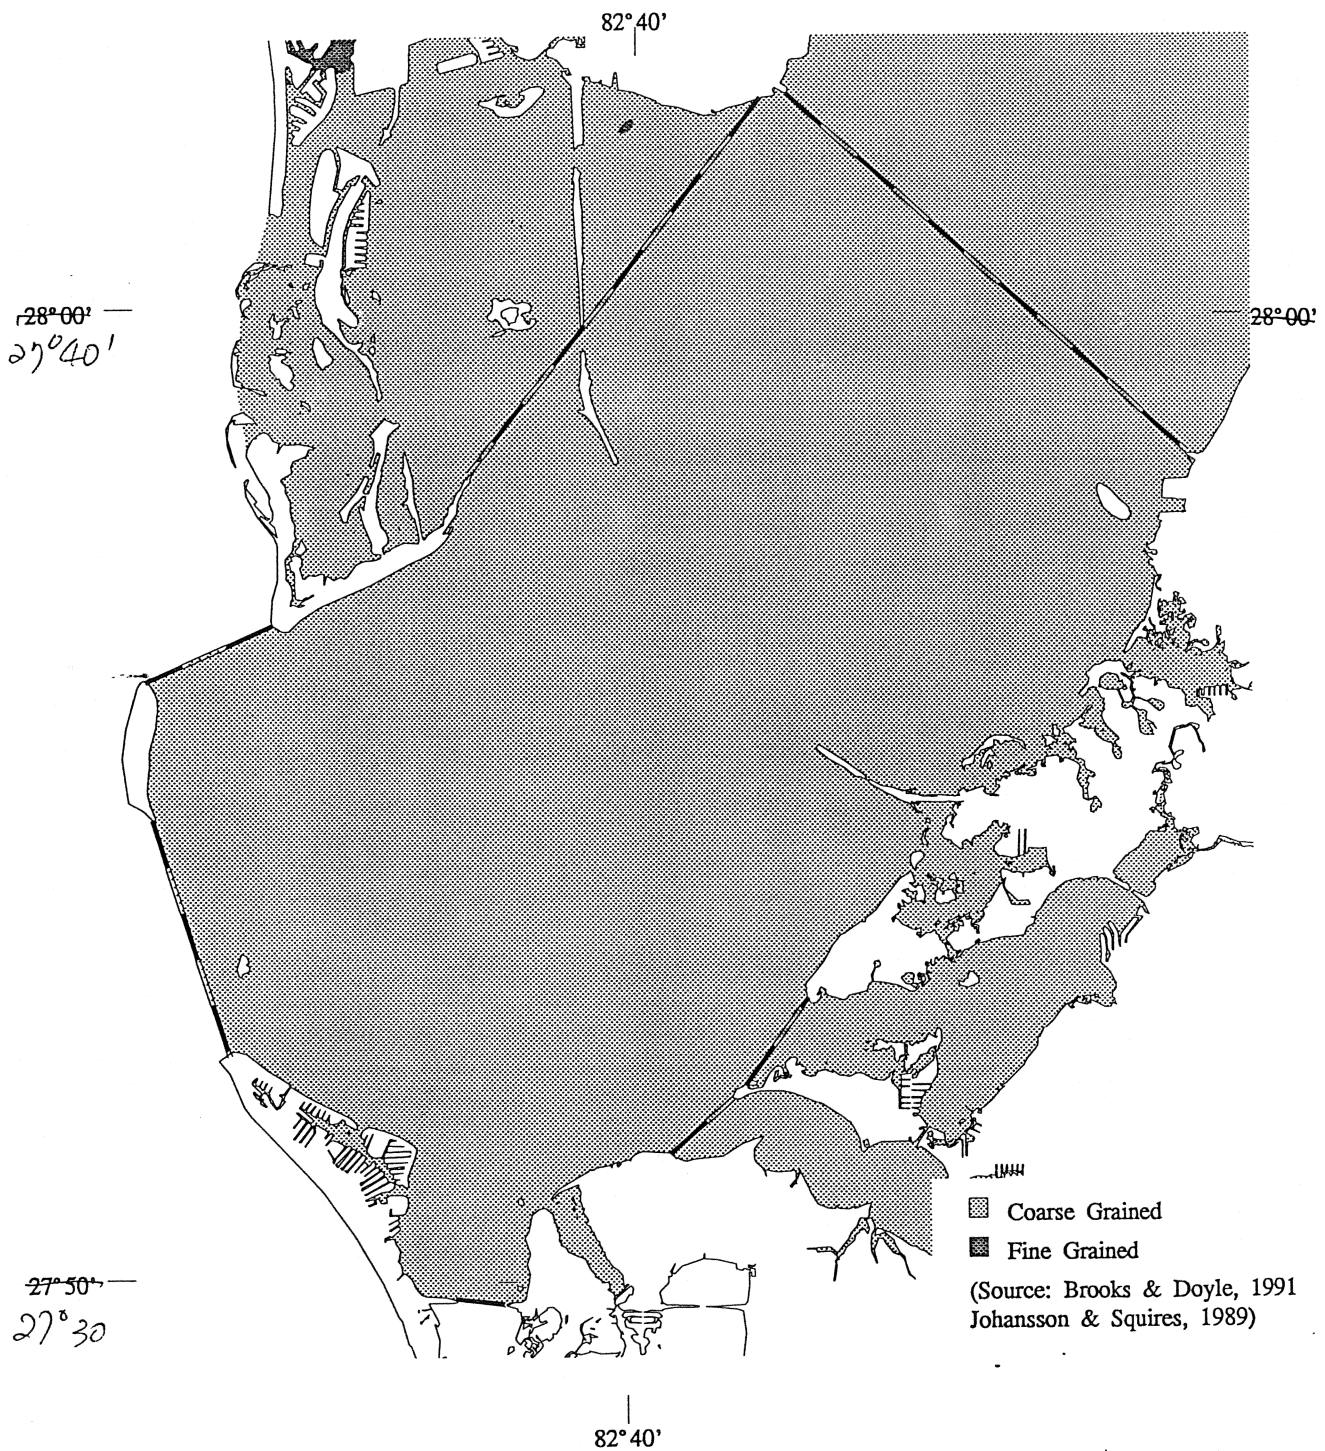 82°40'
28°00'
27°40'
28°00'
Coarse Grained
Fine Grained
(Source: Brooks & Doyle, 1991
Johansson & Squires, 1989)
27°50'
27°30
82°40'